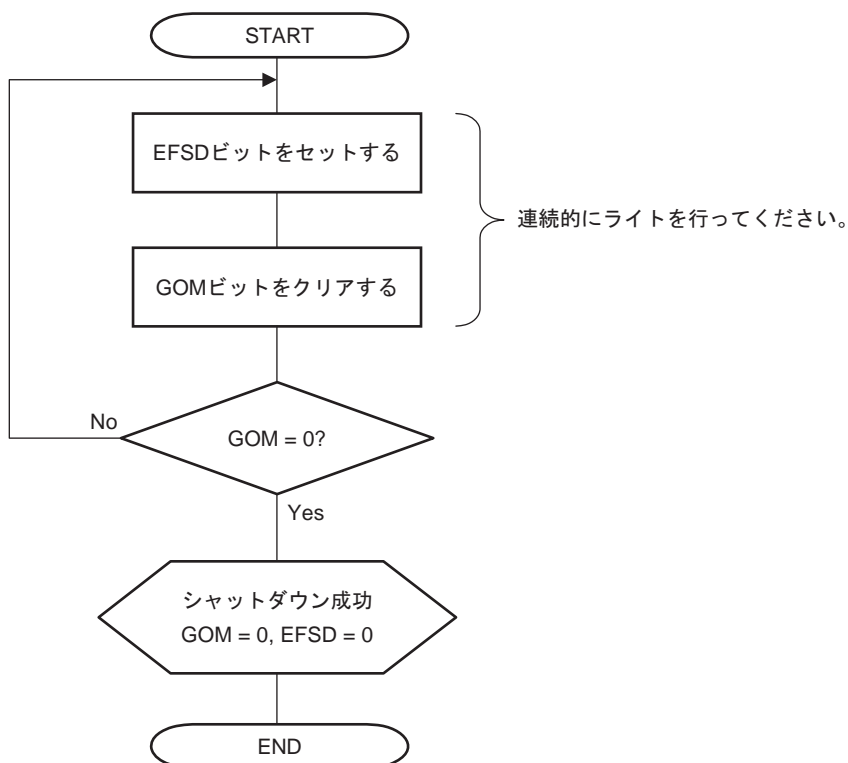 START
EFSDビットをセットする
連続的にライトを行ってください。
GOMビットをクリアする
No
GOM = 0?
Yes
シャットダウン成功
GOM = 0, EFSD = 0
END